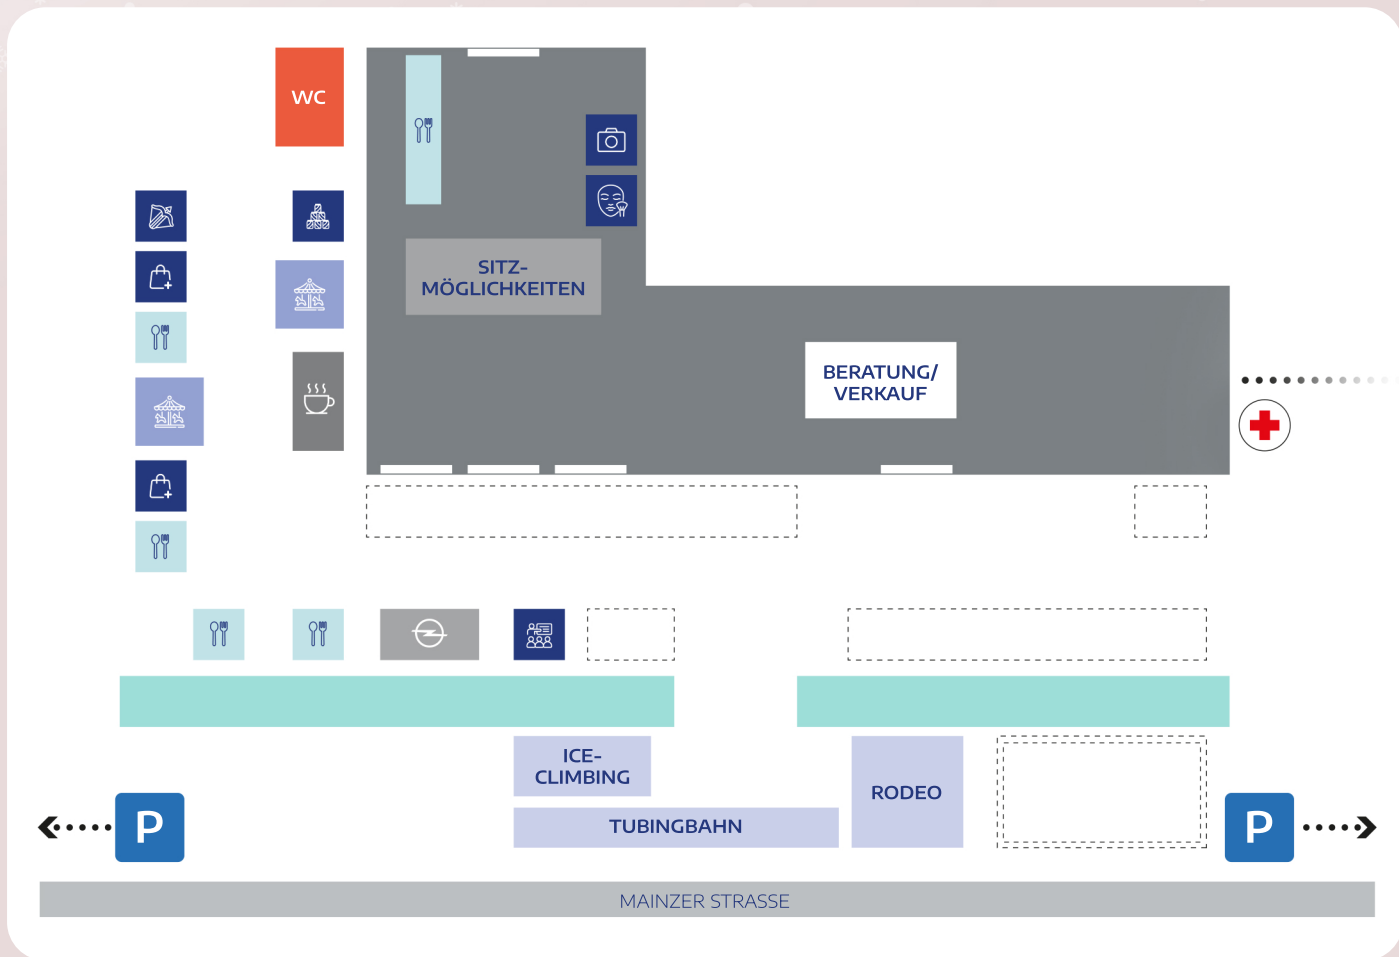 WC
SITZ-
MÖGLICHKEITEN
BERATUNG/
VERKAUF
ICE-
CLIMBING
TUBINGBAHN
RODEO
P
P
MAINZER STRASSE